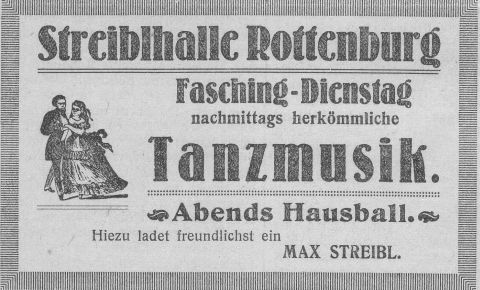 Streiblhalle Rottenburg
Fasching-Dienstag
nachmittags herkömmliche
Tanzmusik.
Abends Hausball.
Hiezu ladet freundlichst ein
MAX STREIBL.